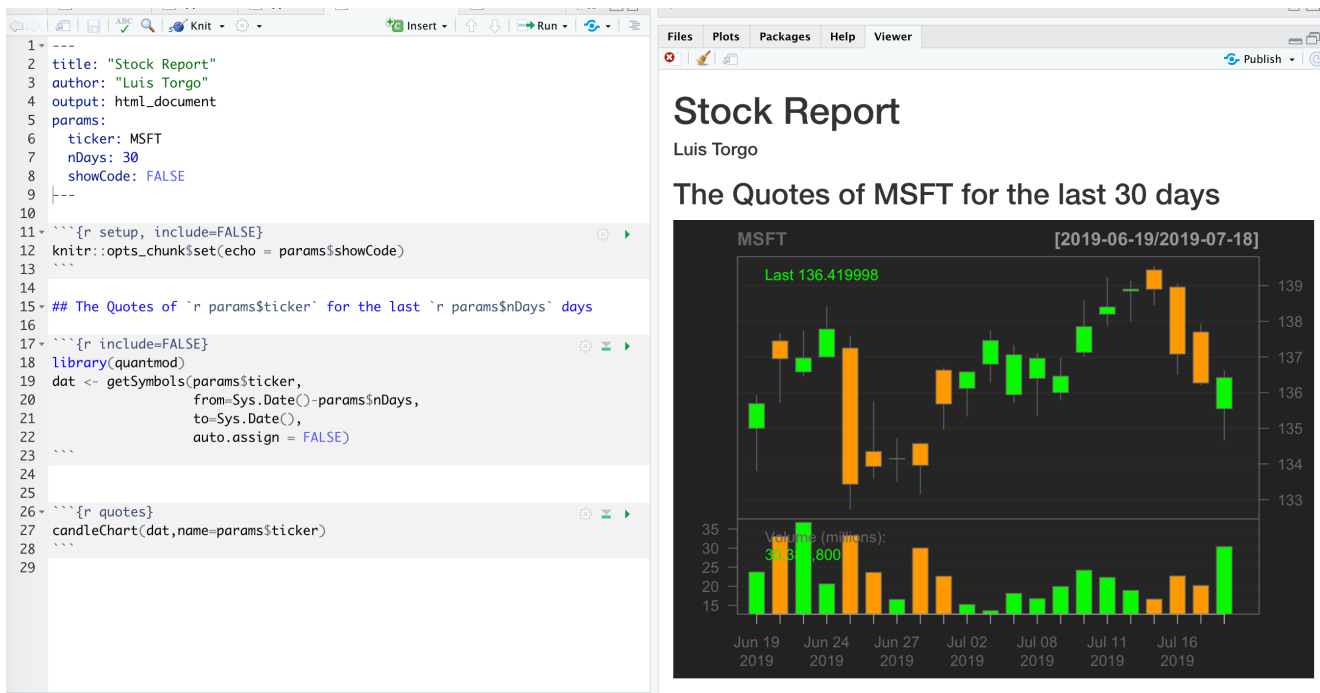 ABC Knit Insert Run
1 ---
2 title: "Stock Report"
3 author: "Luis Torgo"
4 output: html_document
5 params:
6   ticker: MSFT
7   nDays: 30
8   showCode: FALSE
9 ---
10
11 ```{r setup, include=FALSE}
12 knitr::opts_chunk$set(echo = params$showCode)
13 ```
14
15 ## The Quotes of `r params$ticker` for the last `r params$nDays` days
16
17 ```{r include=FALSE}
18 library(quantmod)
19 dat <- getSymbols(params$ticker,
20                   from=Sys.Date()-params$nDays,
21                   to=Sys.Date(),
22                   auto.assign = FALSE)
23 ```
24
25
26 ```{r quotes}
27 candleChart(dat,name=params$ticker)
28 ```
29
Files Plots Packages Help Viewer
Publish
Stock Report
Luis Torgo
The Quotes of MSFT for the last 30 days
MSFT [2019-06-19/2019-07-18]
Last 136.419998
139
138
137
136
135
134
133
Volume (millions):
35
30
25
20
15
Jun 19 Jun 24 Jun 27 Jul 02 Jul 08 Jul 11 Jul 16
2019 2019 2019 2019 2019 2019 2019